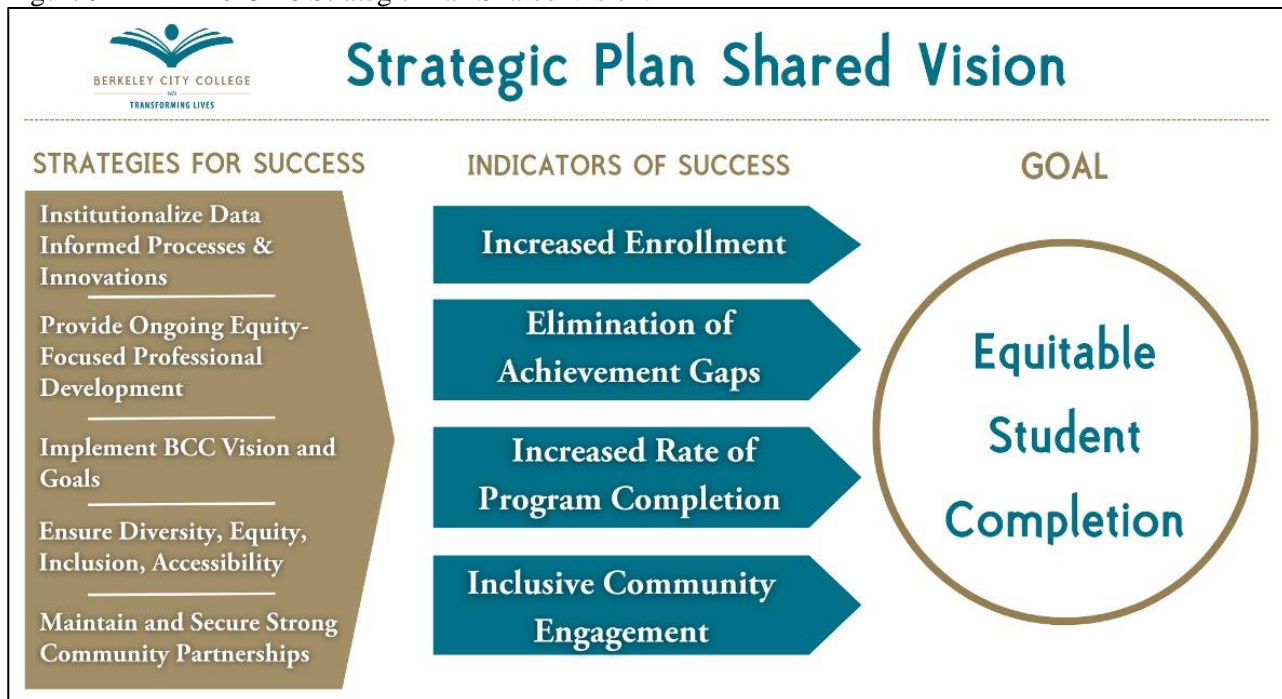 BERKELEY CITY COLLEGE
TRANSFORMING LIVES
Strategic Plan Shared Vision
STRATEGIES FOR SUCCESS
Institutionalize Data
Informed Processes &
Innovations
Provide Ongoing Equity-
Focused Professional
Development
Implement BCC Vision and
Goals
Ensure Diversity, Equity,
Inclusion, Accessibility
Maintain and Secure Strong
Community Partnerships
INDICATORS OF SUCCESS
Increased Enrollment
Elimination of
Achievement Gaps
Increased Rate of
Program Completion
Inclusive Community
Engagement
GOAL
Equitable
Student
Completion